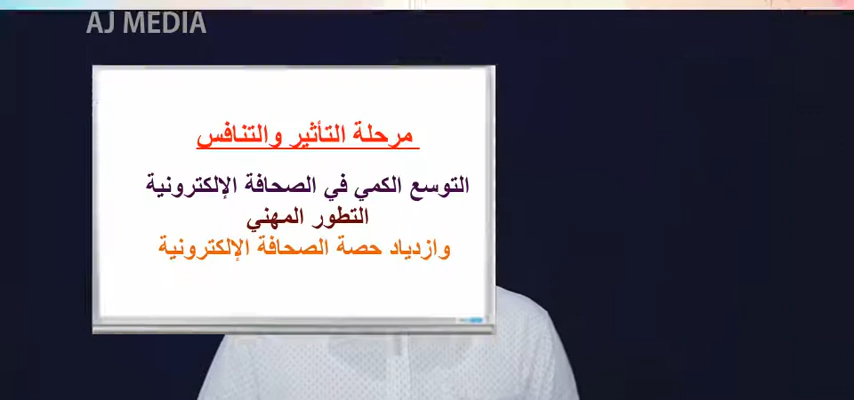 AJ MEDIA
مرحلة التأثير والتنافس
التوسع الكمي في الصحافة الإلكترونية
التطور المهني
وازدياد حصة الصحافة الإلكترونية